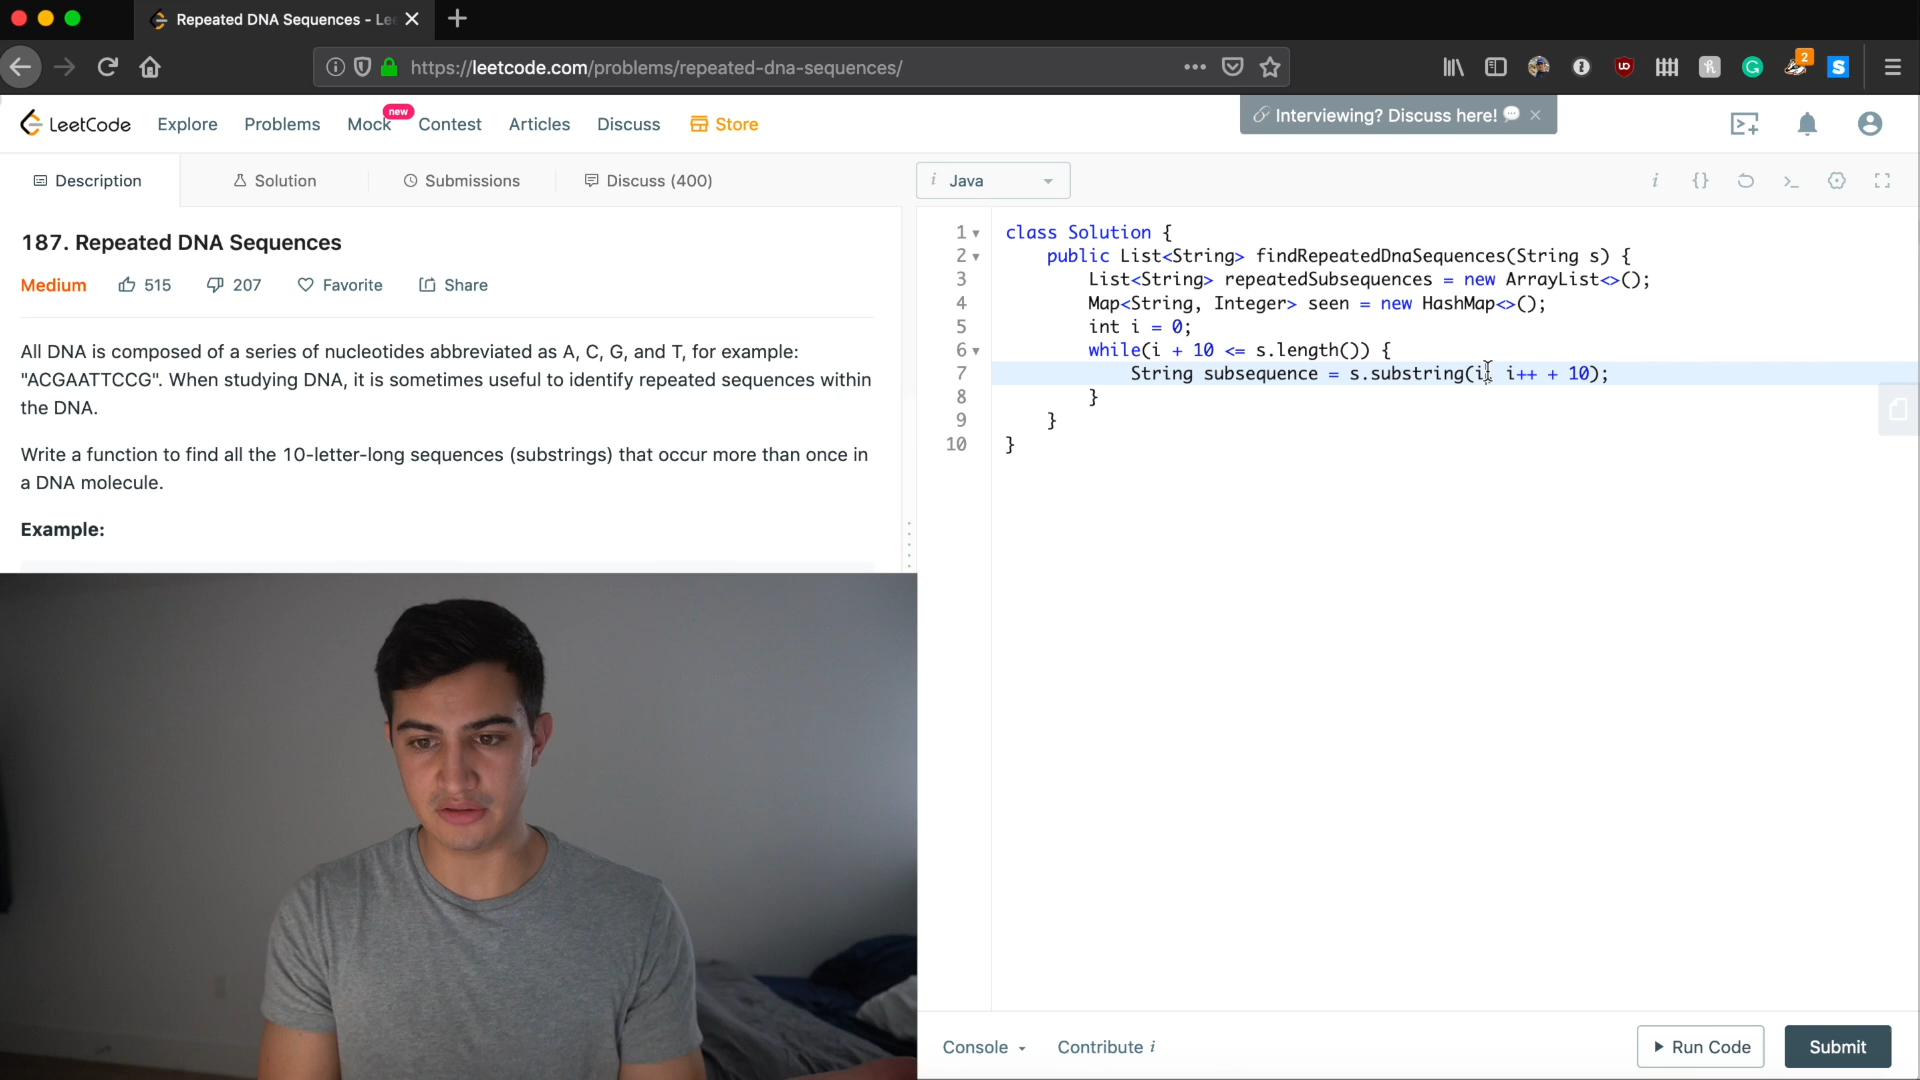 Repeated DNA Sequences - Le
https://leetcode.com/problems/repeated-dna-sequences/
2
LeetCode
Explore
Problems
Mock
new
Contest
Articles
Discuss
Store
Interviewing? Discuss here!
Description
Solution
Submissions
Discuss (400)
i Java
187. Repeated DNA Sequences
Medium
515
207
Favorite
Share
All DNA is composed of a series of nucleotides abbreviated as A, C, G, and T, for example:
"ACGAATTCCG". When studying DNA, it is sometimes useful to identify repeated sequences within
the DNA.
Write a function to find all the 10-letter-long sequences (substrings) that occur more than once in
a DNA molecule.
Example:
1 class Solution {
2 public List<String> findRepeatedDnaSequences(String s) {
3 List<String> repeatedSubsequences = new ArrayList<>();
4 Map<String, Integer> seen = new HashMap<>();
5 int i = 0;
6 while(i + 10 <= s.length()) {
7 String subsequence = s.substring(i, i++ + 10);
8 }
9 }
10 }
Console
Contribute i
Run Code
Submit